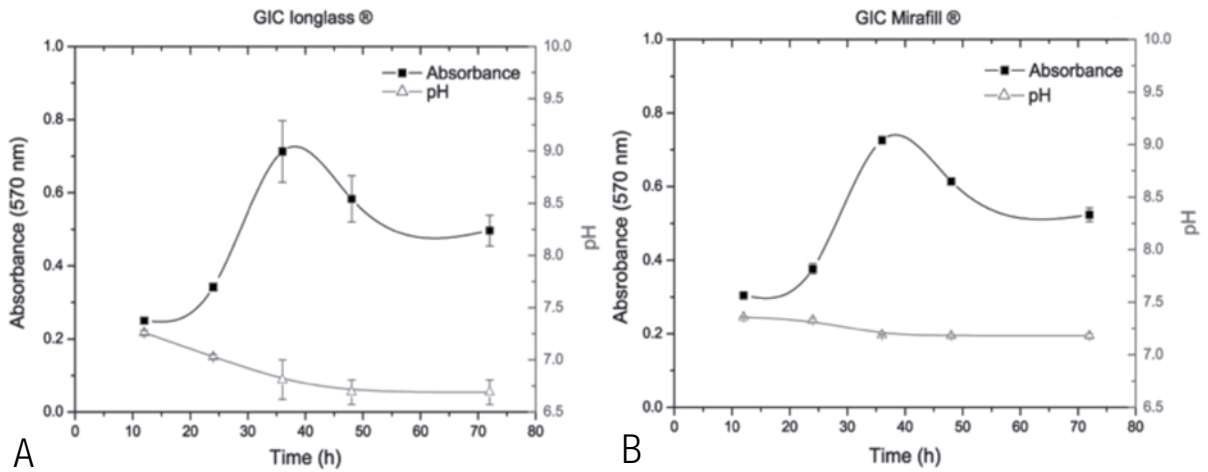 GIC Ionglass ®
Absorbance
pH
1.0
0.8
0.6
0.4
0.2
0.0
10.0
9.5
9.0
8.5
8.0
7.5
7.0
6.5
0 10 20 30 40 50 60 70 80
Absorbance (570 nm)
pH
Time (h)
A
GIC Mirafill ®
Absorbance
pH
1.0
0.8
0.6
0.4
0.2
0.0
10.0
9.5
9.0
8.5
8.0
7.5
7.0
6.5
0 10 20 30 40 50 60 70 80
Absrobance (570 nm)
pH
Time (h)
B